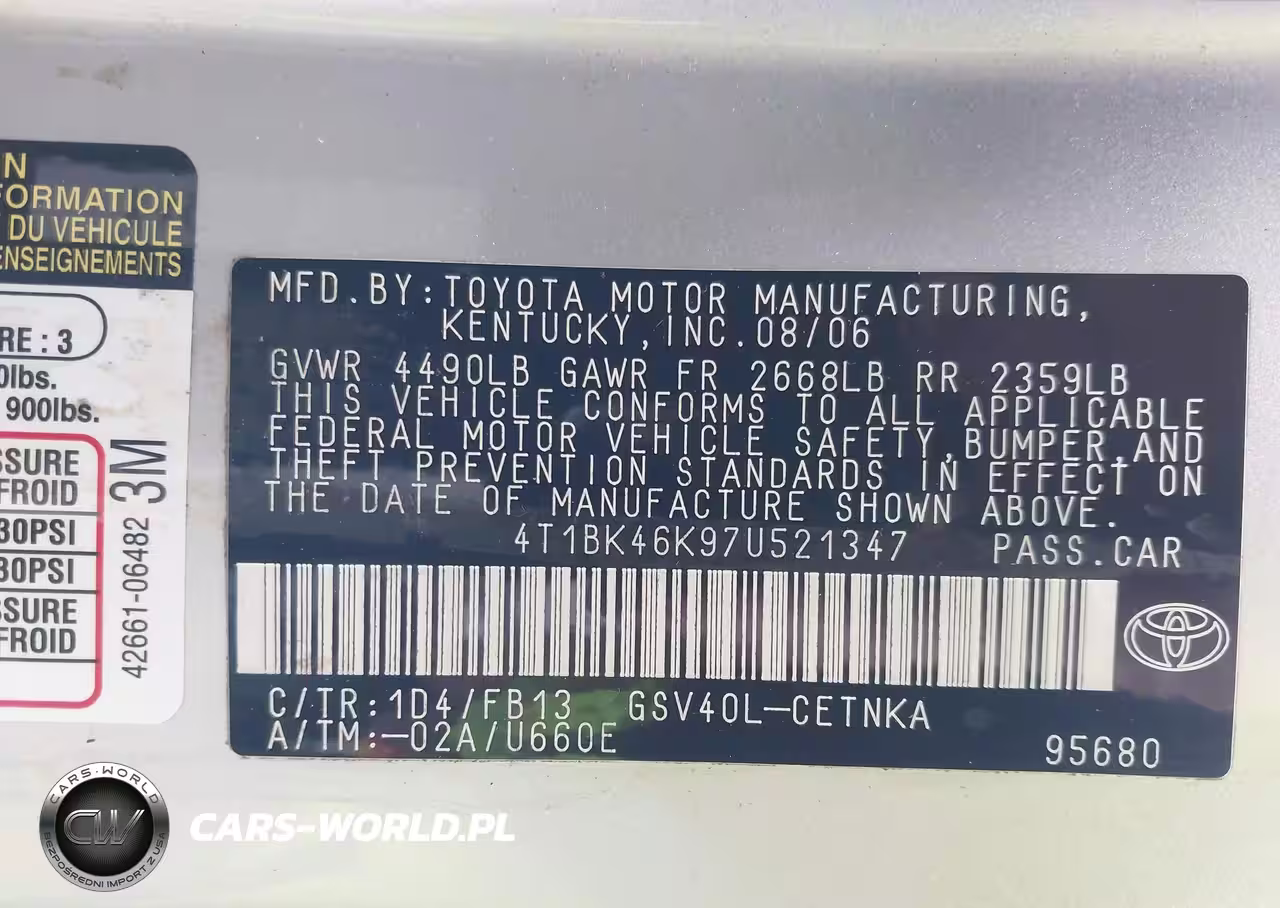 N
FORMATION
DU VÉHICULE
ENSEIGNEMENTS
RE : 3
0lbs.
900lbs.
SSURE
FROID
30PSI
30PSI
SSURE
FROID
42661-06482 3M
MFD.BY:TOYOTA MOTOR MANUFACTURING,
KENTUCKY,INC.08/06
GVWR 4490LB GAWR FR 2668LB RR 2359LB
THIS VEHICLE CONFORMS TO ALL APPLICABLE
FEDERAL MOTOR VEHICLE SAFETY,BUMPER,AND
THEFT PREVENTION STANDARDS IN EFFECT ON
THE DATE OF MANUFACTURE SHOWN ABOVE.
4T1BK46K97U521347 PASS.CAR
C/TR:1D4/FB13 GSV40L-CETNKA
A/TM:-02A/U660E
95680
CARS-WORLD
CW
BEZPOŚREDNI IMPORT Z USA
CARS-WORLD.PL